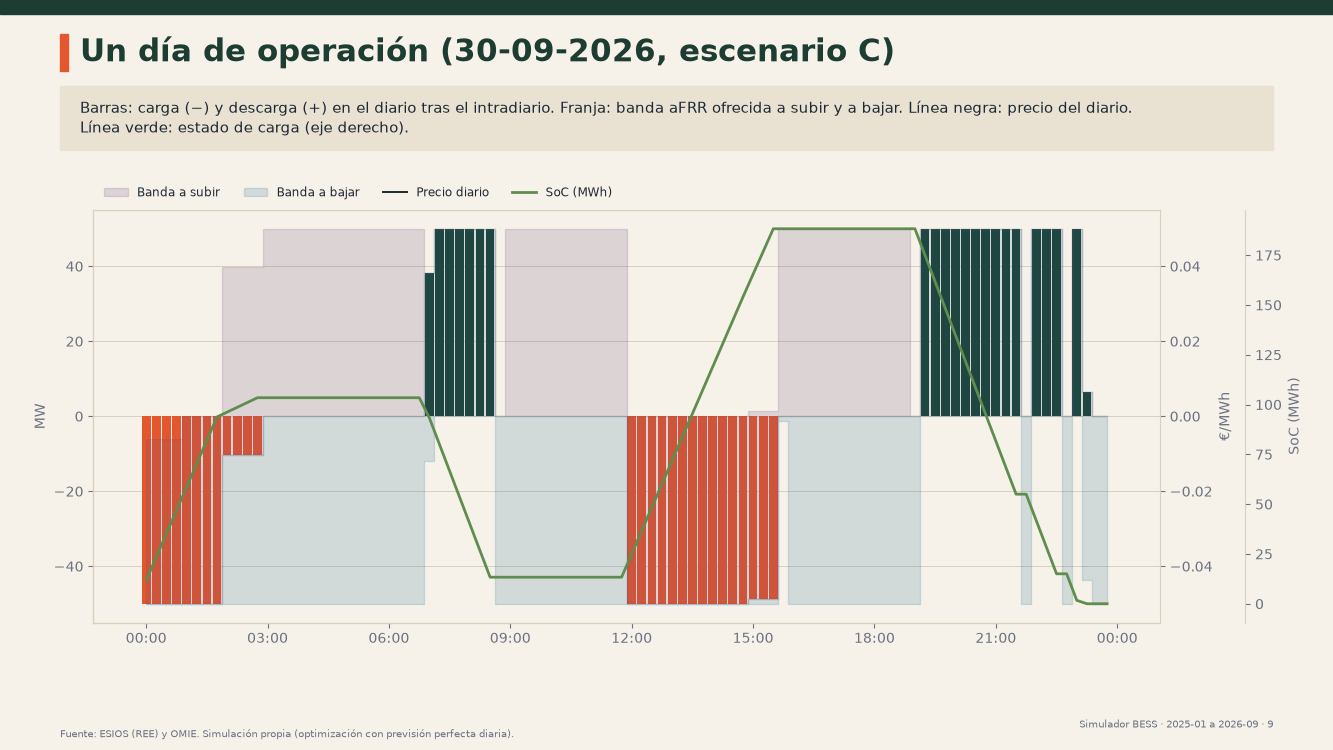 Un día de operación (30-09-2026, escenario C)
Barras: carga (−) y descarga (+) en el diario tras el intradiario. Franja: banda aFRR ofrecida a subir y a bajar. Línea negra: precio del diario.
Línea verde: estado de carga (eje derecho).
Banda a subir
Banda a bajar
Precio diario
SoC (MWh)
MW
40
20
0
−20
−40
0.04
0.02
0.00
−0.02
−0.04
€/MWh
175
150
125
100
75
50
25
0
SoC (MWh)
00:00
03:00
06:00
09:00
12:00
15:00
18:00
21:00
00:00
Simulador BESS · 2025-01 a 2026-09 · 9
Fuente: ESIOS (REE) y OMIE. Simulación propia (optimización con previsión perfecta diaria).